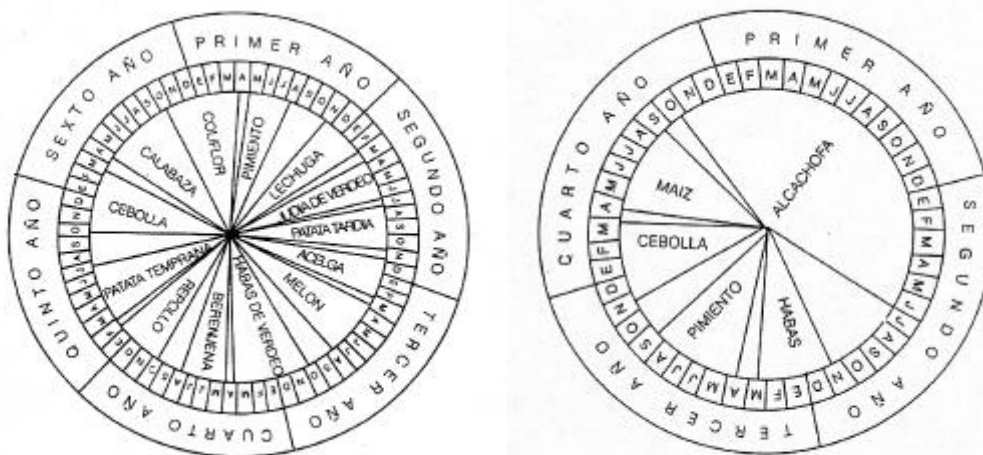 PRIMER AÑO
SEGUNDO AÑO
TERCER AÑO
CUARTO AÑO
QUINTO AÑO
SEXTO AÑO
COLIFLOR
PIMIENTO
LECHUGA
JUDIA DE VERDEO
PATATA TARDIA
ACELGA
MELON
HABAS DE VERDEO
BERENJENA
REPOLLO
PATATA TEMPRANA
CEBOLLA
CALABAZA
PRIMER AÑO
SEGUNDO AÑO
TERCER AÑO
CUARTO AÑO
E F M A M J J A S O N D
E F M A M J J A S O N D
E F M A M J J A S O N D
E F M A M J J A S O N D
ALCACHOFA
HABAS
PIMIENTO
CEBOLLA
MAIZ